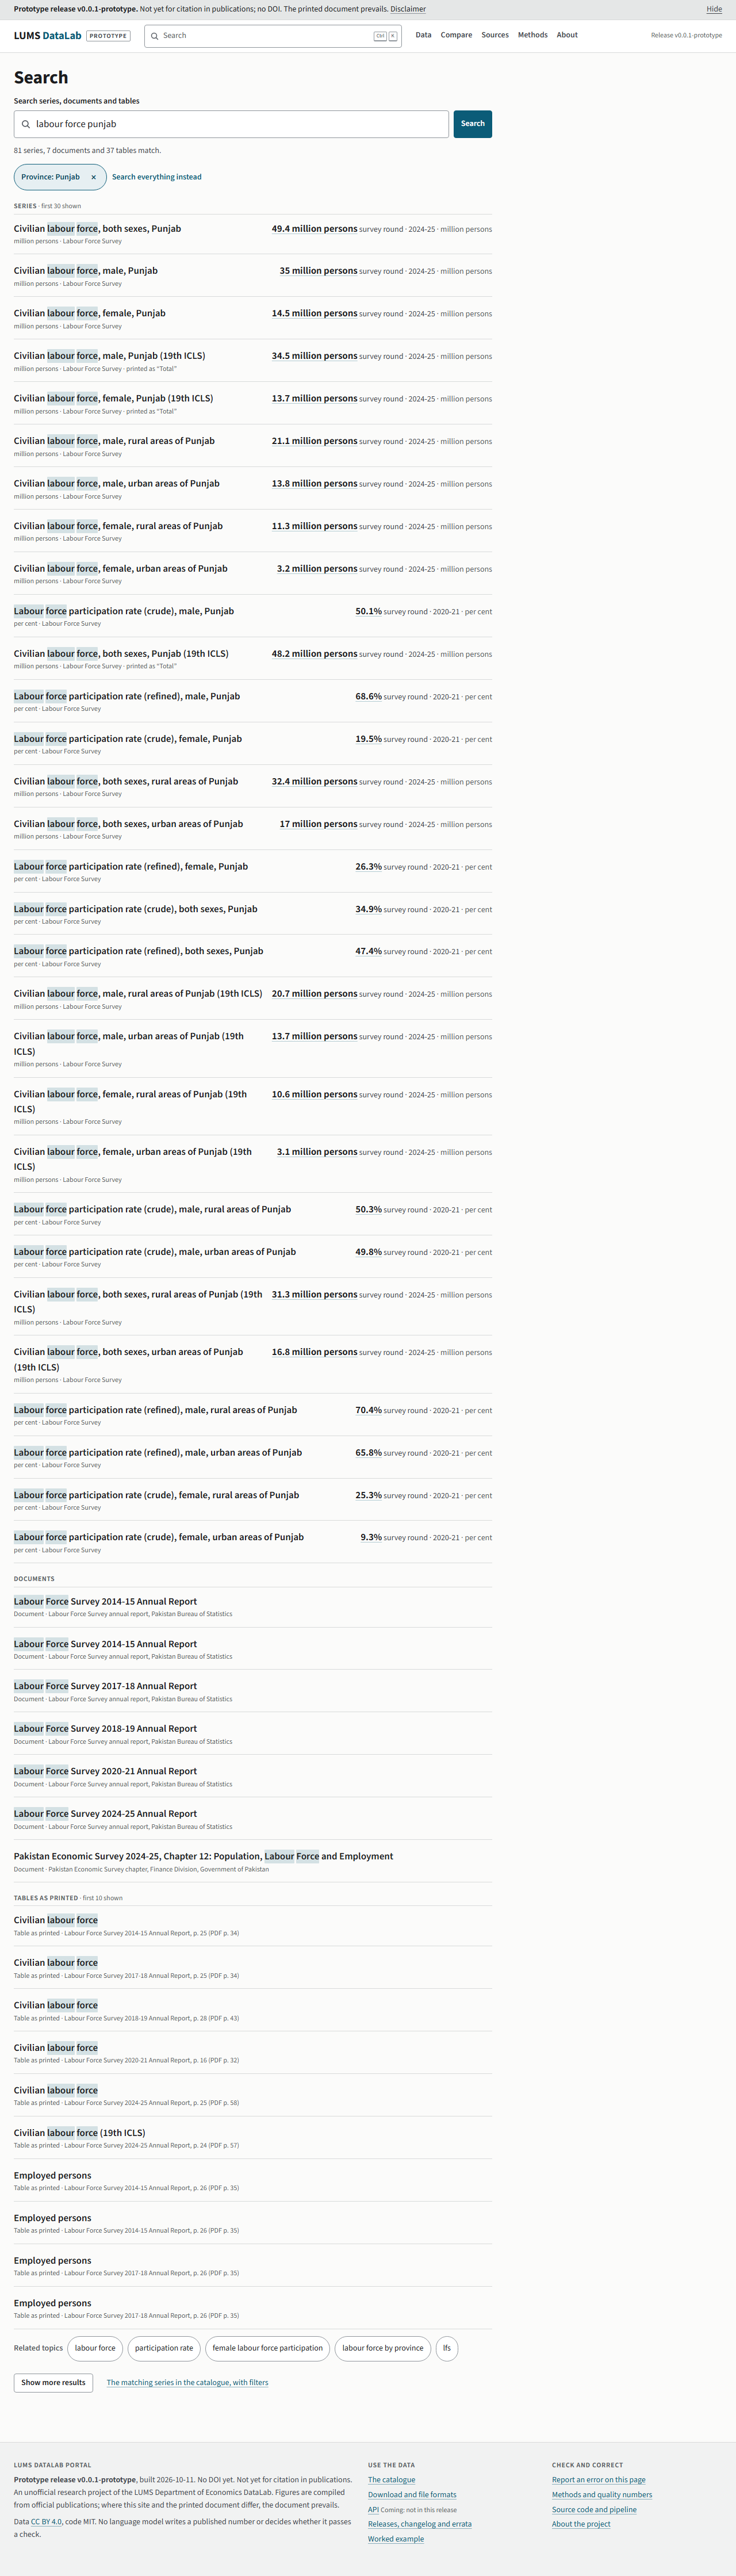 Prototype release v0.0.1-prototype. Not yet for citation in publications; no DOI. The printed document prevails. Disclaimer
Hide
LUMS DataLab PROTOTYPE
Search
Ctrl K
Data Compare Sources Methods About
Release v0.0.1-prototype
Search
Search series, documents and tables
labour force punjab
Search
81 series, 7 documents and 37 tables match.
Province: Punjab ×
Search everything instead
SERIES · first 30 shown
Civilian labour force, both sexes, Punjab
49.4 million persons survey round · 2024-25 · million persons
million persons · Labour Force Survey
Civilian labour force, male, Punjab
35 million persons survey round · 2024-25 · million persons
million persons · Labour Force Survey
Civilian labour force, female, Punjab
14.5 million persons survey round · 2024-25 · million persons
million persons · Labour Force Survey
Civilian labour force, male, Punjab (19th ICLS)
34.5 million persons survey round · 2024-25 · million persons
million persons · Labour Force Survey · printed as “Total”
Civilian labour force, female, Punjab (19th ICLS)
13.7 million persons survey round · 2024-25 · million persons
million persons · Labour Force Survey · printed as “Total”
Civilian labour force, male, rural areas of Punjab
21.1 million persons survey round · 2024-25 · million persons
million persons · Labour Force Survey
Civilian labour force, male, urban areas of Punjab
13.8 million persons survey round · 2024-25 · million persons
million persons · Labour Force Survey
Civilian labour force, female, rural areas of Punjab
11.3 million persons survey round · 2024-25 · million persons
million persons · Labour Force Survey
Civilian labour force, female, urban areas of Punjab
3.2 million persons survey round · 2024-25 · million persons
million persons · Labour Force Survey
Labour force participation rate (crude), male, Punjab
50.1% survey round · 2020-21 · per cent
per cent · Labour Force Survey
Civilian labour force, both sexes, Punjab (19th ICLS)
48.2 million persons survey round · 2024-25 · million persons
million persons · Labour Force Survey · printed as “Total”
Labour force participation rate (refined), male, Punjab
68.6% survey round · 2020-21 · per cent
per cent · Labour Force Survey
Labour force participation rate (crude), female, Punjab
19.5% survey round · 2020-21 · per cent
per cent · Labour Force Survey
Civilian labour force, both sexes, rural areas of Punjab
32.4 million persons survey round · 2024-25 · million persons
million persons · Labour Force Survey
Civilian labour force, both sexes, urban areas of Punjab
17 million persons survey round · 2024-25 · million persons
million persons · Labour Force Survey
Labour force participation rate (refined), female, Punjab
26.3% survey round · 2020-21 · per cent
per cent · Labour Force Survey
Labour force participation rate (crude), both sexes, Punjab
34.9% survey round · 2020-21 · per cent
per cent · Labour Force Survey
Labour force participation rate (refined), both sexes, Punjab
47.4% survey round · 2020-21 · per cent
per cent · Labour Force Survey
Civilian labour force, male, rural areas of Punjab (19th ICLS)
20.7 million persons survey round · 2024-25 · million persons
million persons · Labour Force Survey
Civilian labour force, male, urban areas of Punjab (19th
ICLS)
13.7 million persons survey round · 2024-25 · million persons
million persons · Labour Force Survey
Civilian labour force, female, rural areas of Punjab (19th
ICLS)
10.6 million persons survey round · 2024-25 · million persons
million persons · Labour Force Survey
Civilian labour force, female, urban areas of Punjab (19th
ICLS)
3.1 million persons survey round · 2024-25 · million persons
million persons · Labour Force Survey
Labour force participation rate (crude), male, rural areas of Punjab
50.3% survey round · 2020-21 · per cent
per cent · Labour Force Survey
Labour force participation rate (crude), male, urban areas of Punjab
49.8% survey round · 2020-21 · per cent
per cent · Labour Force Survey
Civilian labour force, both sexes, rural areas of Punjab (19th
ICLS)
31.3 million persons survey round · 2024-25 · million persons
million persons · Labour Force Survey
Civilian labour force, both sexes, urban areas of Punjab
(19th ICLS)
16.8 million persons survey round · 2024-25 · million persons
million persons · Labour Force Survey
Labour force participation rate (refined), male, rural areas of Punjab
70.4% survey round · 2020-21 · per cent
per cent · Labour Force Survey
Labour force participation rate (refined), male, urban areas of Punjab
65.8% survey round · 2020-21 · per cent
per cent · Labour Force Survey
Labour force participation rate (crude), female, rural areas of Punjab
25.3% survey round · 2020-21 · per cent
per cent · Labour Force Survey
Labour force participation rate (crude), female, urban areas of Punjab
9.3% survey round · 2020-21 · per cent
per cent · Labour Force Survey
DOCUMENTS
Labour Force Survey 2014-15 Annual Report
Document · Labour Force Survey annual report, Pakistan Bureau of Statistics
Labour Force Survey 2014-15 Annual Report
Document · Labour Force Survey annual report, Pakistan Bureau of Statistics
Labour Force Survey 2017-18 Annual Report
Document · Labour Force Survey annual report, Pakistan Bureau of Statistics
Labour Force Survey 2018-19 Annual Report
Document · Labour Force Survey annual report, Pakistan Bureau of Statistics
Labour Force Survey 2020-21 Annual Report
Document · Labour Force Survey annual report, Pakistan Bureau of Statistics
Labour Force Survey 2024-25 Annual Report
Document · Labour Force Survey annual report, Pakistan Bureau of Statistics
Pakistan Economic Survey 2024-25, Chapter 12: Population, Labour Force and Employment
Document · Pakistan Economic Survey chapter, Finance Division, Government of Pakistan
TABLES AS PRINTED · first 10 shown
Civilian labour force
Table as printed · Labour Force Survey 2014-15 Annual Report, p. 25 (PDF p. 34)
Civilian labour force
Table as printed · Labour Force Survey 2017-18 Annual Report, p. 25 (PDF p. 34)
Civilian labour force
Table as printed · Labour Force Survey 2018-19 Annual Report, p. 28 (PDF p. 43)
Civilian labour force
Table as printed · Labour Force Survey 2020-21 Annual Report, p. 16 (PDF p. 32)
Civilian labour force
Table as printed · Labour Force Survey 2024-25 Annual Report, p. 25 (PDF p. 58)
Civilian labour force (19th ICLS)
Table as printed · Labour Force Survey 2024-25 Annual Report, p. 24 (PDF p. 57)
Employed persons
Table as printed · Labour Force Survey 2014-15 Annual Report, p. 26 (PDF p. 35)
Employed persons
Table as printed · Labour Force Survey 2014-15 Annual Report, p. 26 (PDF p. 35)
Employed persons
Table as printed · Labour Force Survey 2017-18 Annual Report, p. 26 (PDF p. 35)
Employed persons
Table as printed · Labour Force Survey 2017-18 Annual Report, p. 26 (PDF p. 35)
Related topics labour force participation rate female labour force participation labour force by province lfs
Show more results
The matching series in the catalogue, with filters
LUMS DATALAB PORTAL
Prototype release v0.0.1-prototype, built 2026-10-11. No DOI yet. Not yet for citation in publications.
An unofficial research project of the LUMS Department of Economics DataLab. Figures are compiled
from official publications; where this site and the printed document differ, the document prevails.
Data CC BY 4.0, code MIT. No language model writes a published number or decides whether it passes
a check.
USE THE DATA
The catalogue
Download and file formats
API Coming: not in this release
Releases, changelog and errata
Worked example
CHECK AND CORRECT
Report an error on this page
Methods and quality numbers
Source code and pipeline
About the project